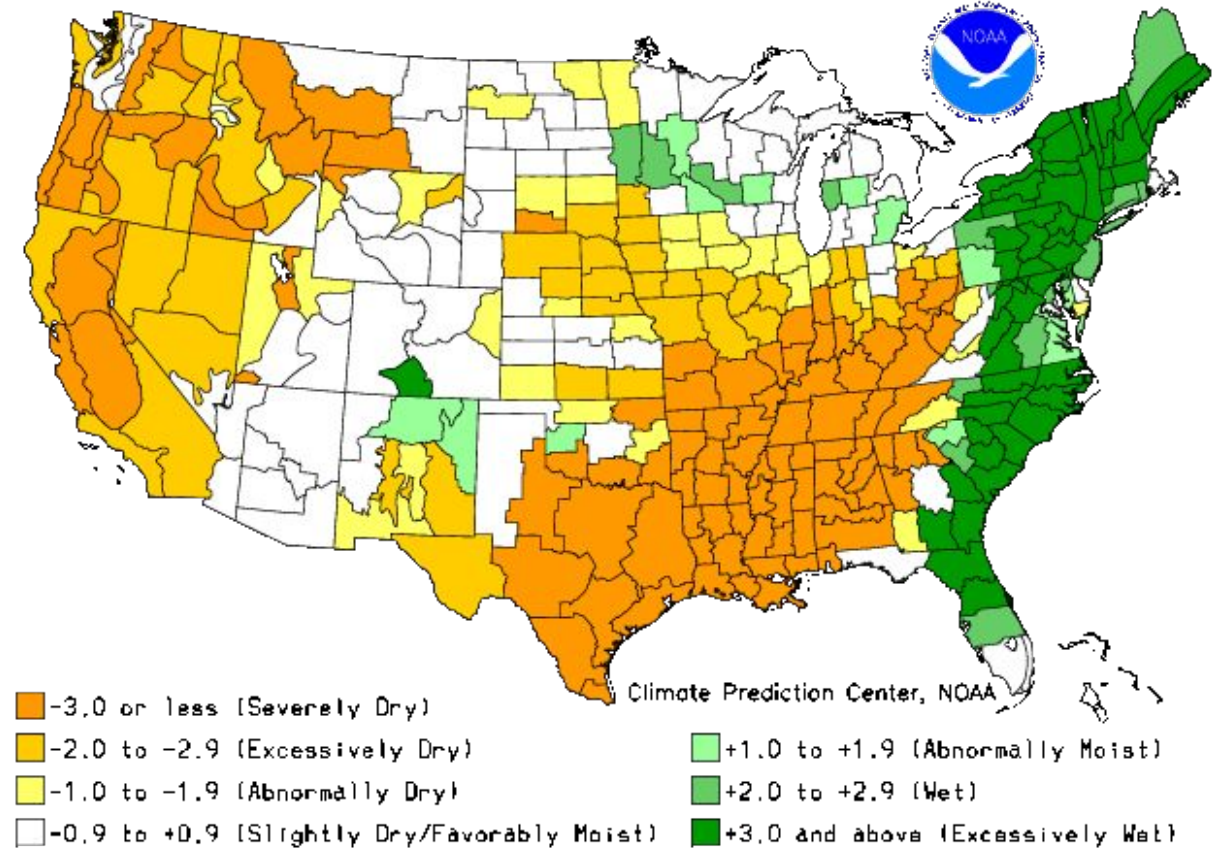 NOAA
Climate Prediction Center, NOAA
-3.0 or less (Severely Dry)
-2.0 to -2.9 (Excessively Dry)
-1.0 to -1.9 (Abnormally Dry)
-0.9 to +0.9 (Slightly Dry/Favorably Moist)
+1.0 to +1.9 (Abnormally Moist)
+2.0 to +2.9 (Wet)
+3.0 and above (Excessively Wet)